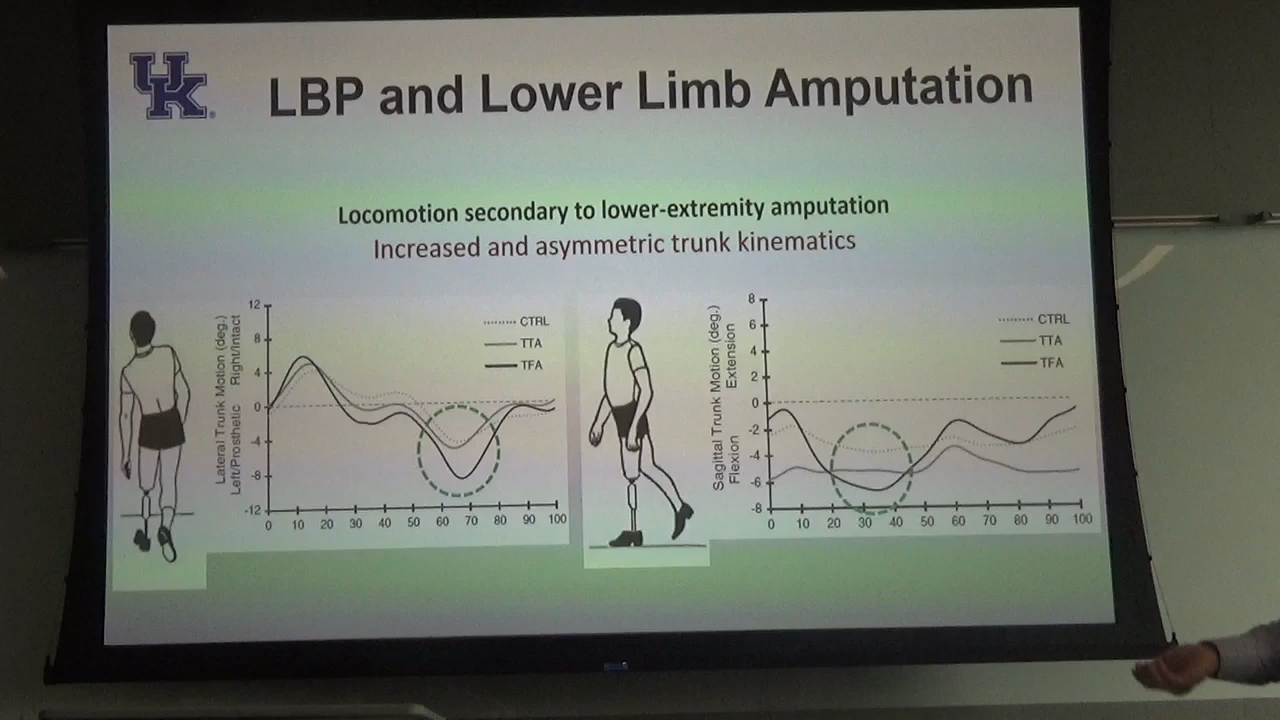 UK
LBP and Lower Limb Amputation
Locomotion secondary to lower-extremity amputation
Increased and asymmetric trunk kinematics
Lateral Trunk Motion (deg.)
Left/Prosthetic Right/Intact
12
8
4
0
-4
-8
-12
0 10 20 30 40 50 60 70 80 90 100
CTRL
TTA
TFA
Sagittal Trunk Motion (deg.)
Flexion Extension
8
6
4
2
0
-2
-4
-6
-8
0 10 20 30 40 50 60 70 80 90 100
CTRL
TTA
TFA